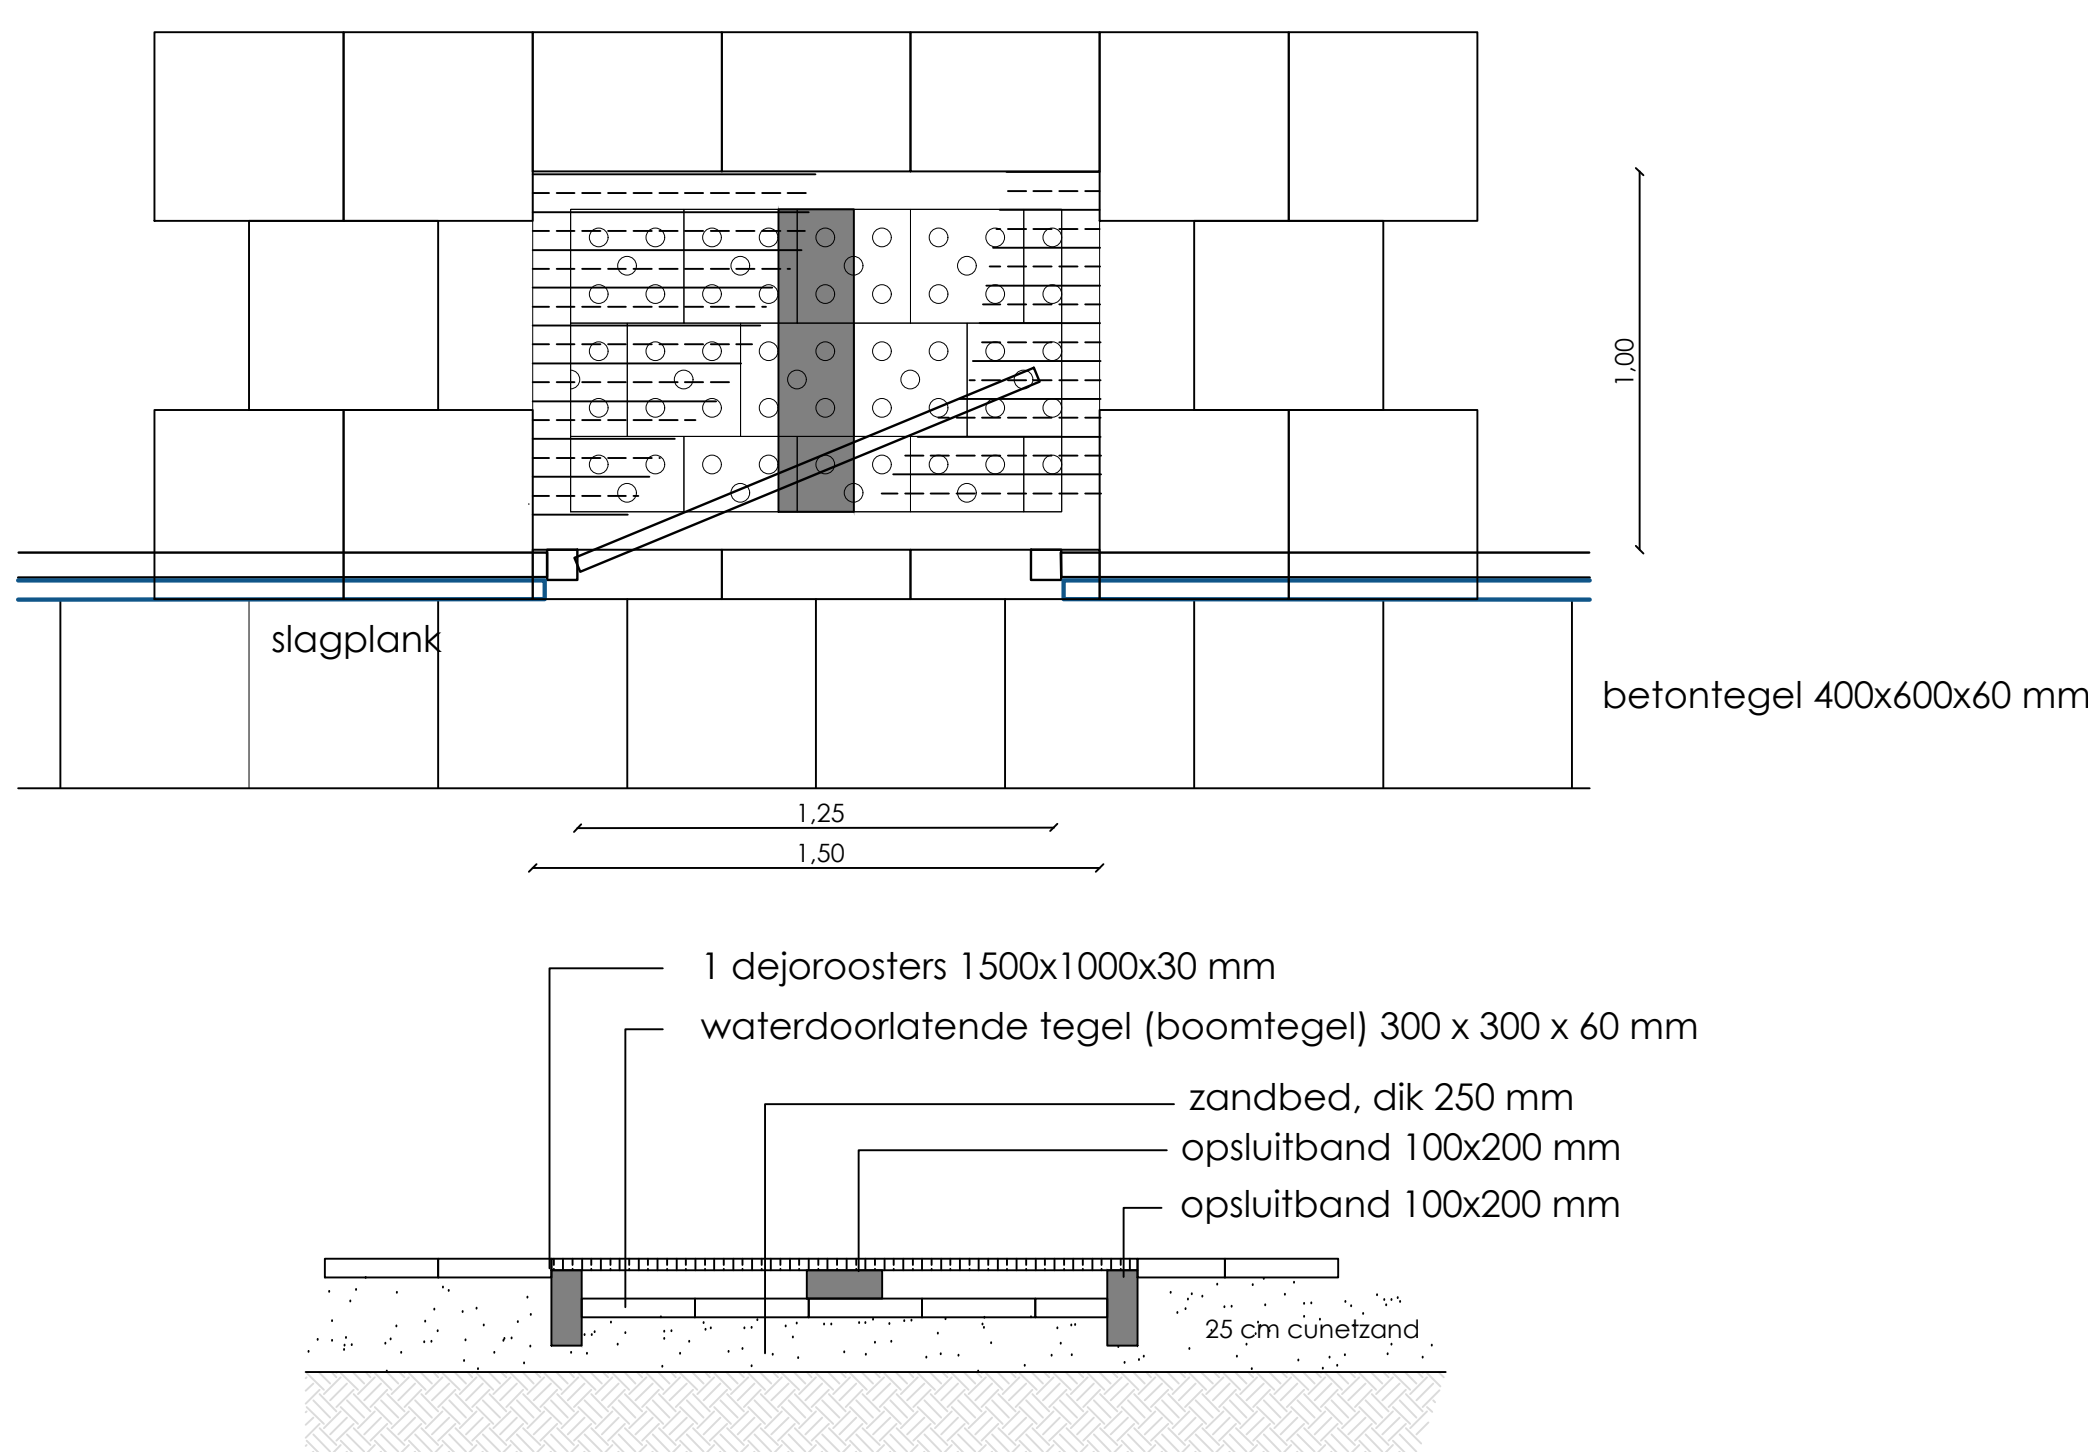 1,00
slagplank
betontegel 400x600x60 mm
1,25
1,50
1 dejoroosters 1500x1000x30 mm
waterdoorlatende tegel (boomtegel) 300 x 300 x 60 mm
zandbed, dik 250 mm
opsluitband 100x200 mm
opsluitband 100x200 mm
25 cm cunetzand